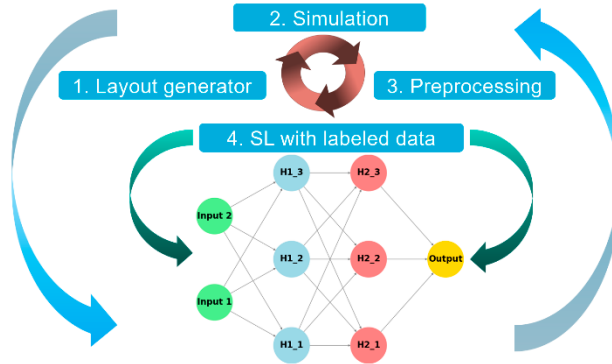 2. Simulation
1. Layout generator
3. Preprocessing
4. SL with labeled data
H1_3
H2_3
Input 2
H1_2
H2_2
Output
Input 1
H1_1
H2_1